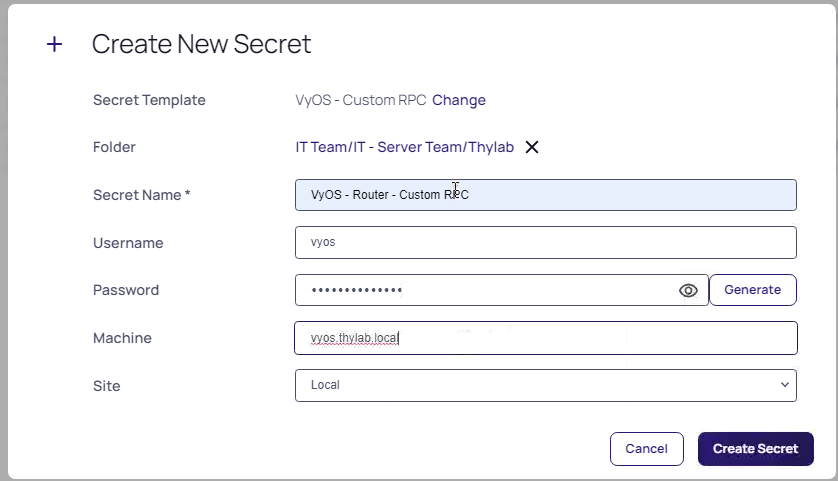 + Create New Secret
Secret Template VyOS - Custom RPC Change
Folder IT Team/IT - Server Team/Thylab
Secret Name * VyOS - Router - Custom RPC
Username vyos
Password •••••••••••••• Generate
Machine vyos.thylab.local
Site Local
Cancel Create Secret